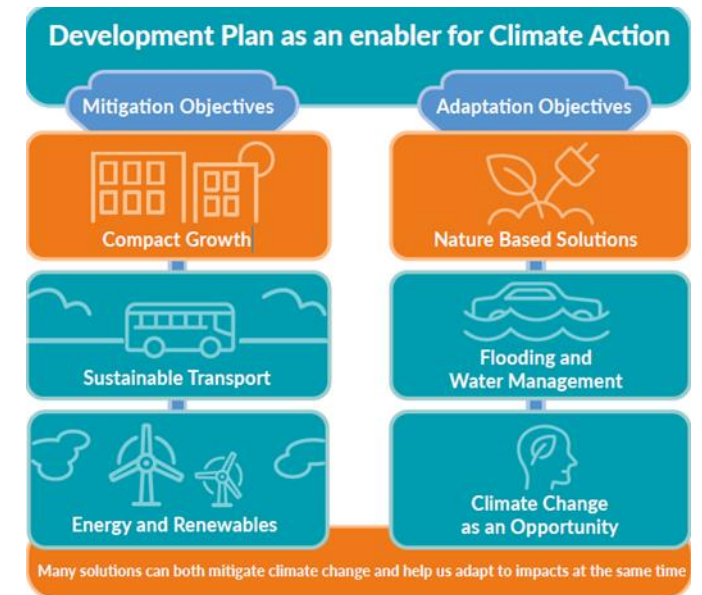 Development Plan as an enabler for Climate Action
Mitigation Objectives
Compact Growth
Sustainable Transport
Energy and Renewables
Adaptation Objectives
Nature Based Solutions
Flooding and
Water Management
Climate Change
as an Opportunity
Many solutions can both mitigate climate change and help us adapt to impacts at the same time